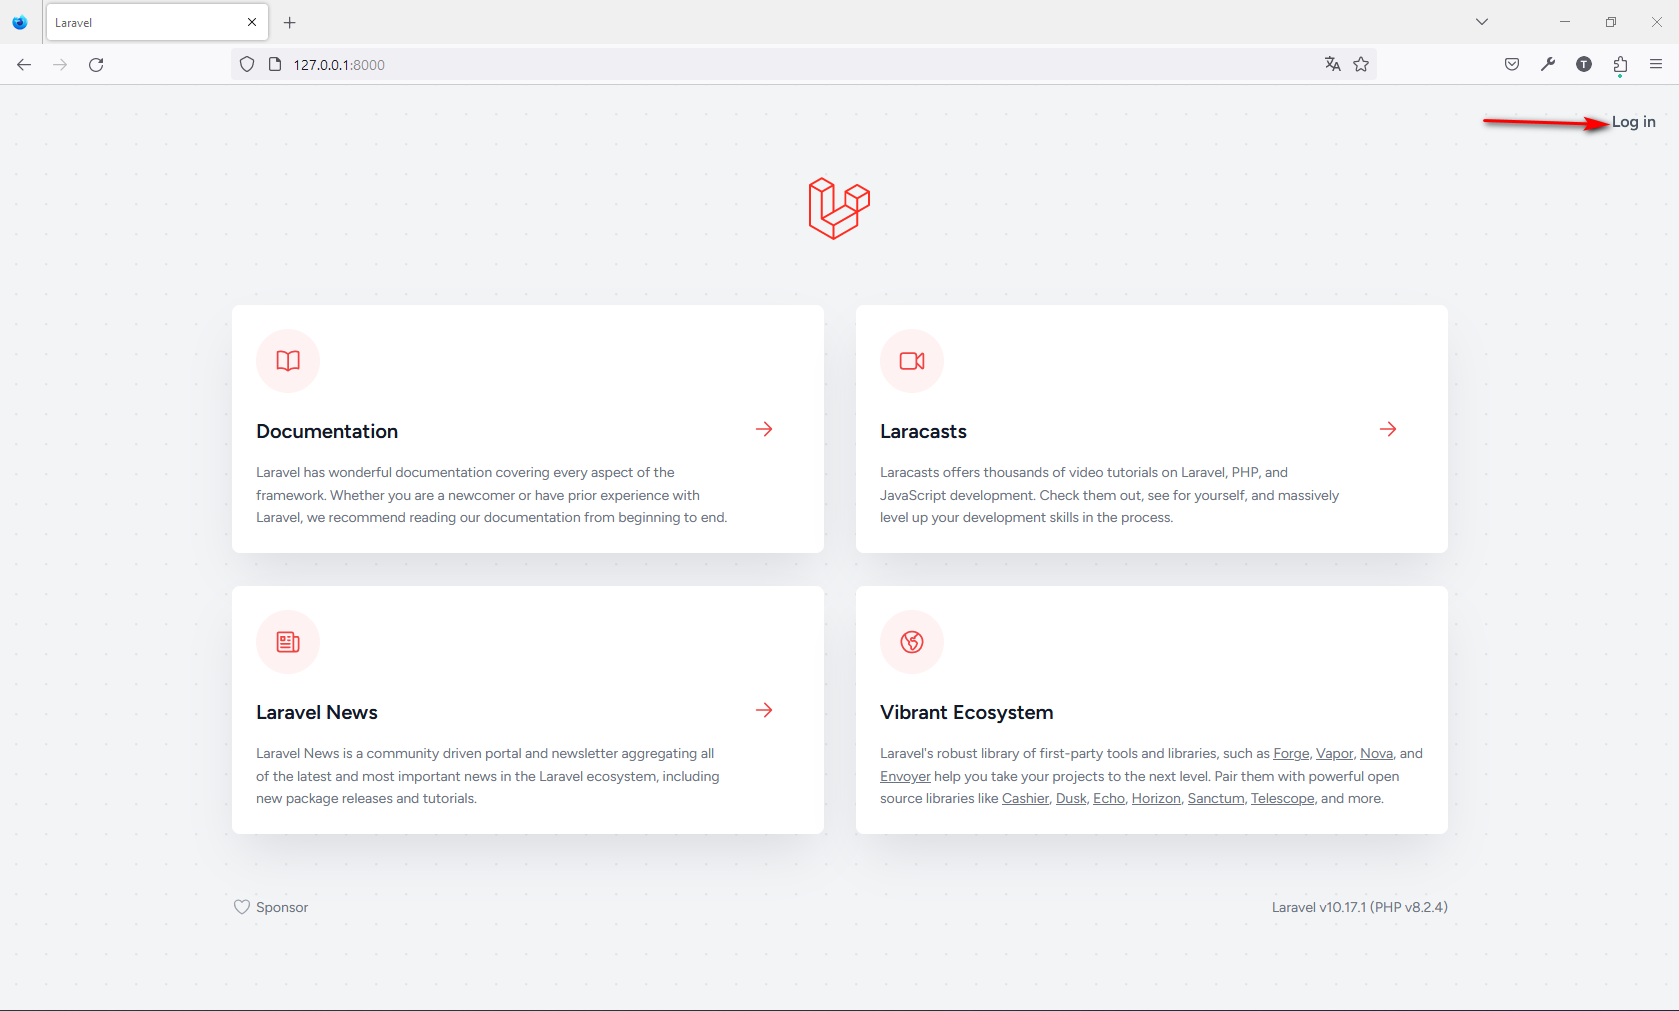 Laravel
127.0.0.1:8000
T
Log in
Documentation
Laravel has wonderful documentation covering every aspect of the
framework. Whether you are a newcomer or have prior experience with
Laravel, we recommend reading our documentation from beginning to end.
Laracasts
Laracasts offers thousands of video tutorials on Laravel, PHP, and
JavaScript development. Check them out, see for yourself, and massively
level up your development skills in the process.
Laravel News
Laravel News is a community driven portal and newsletter aggregating all
of the latest and most important news in the Laravel ecosystem, including
new package releases and tutorials.
Vibrant Ecosystem
Laravel's robust library of first-party tools and libraries, such as Forge, Vapor, Nova, and
Envoyer help you take your projects to the next level. Pair them with powerful open
source libraries like Cashier, Dusk, Echo, Horizon, Sanctum, Telescope, and more.
Sponsor
Laravel v10.17.1 (PHP v8.2.4)